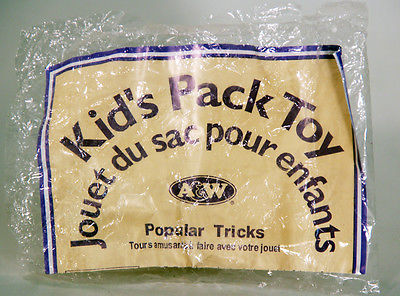 Kid's Pack Toy
Jouet du sac pour enfants
A&W
Popular Tricks
Tours amusants à faire avec votre jouet